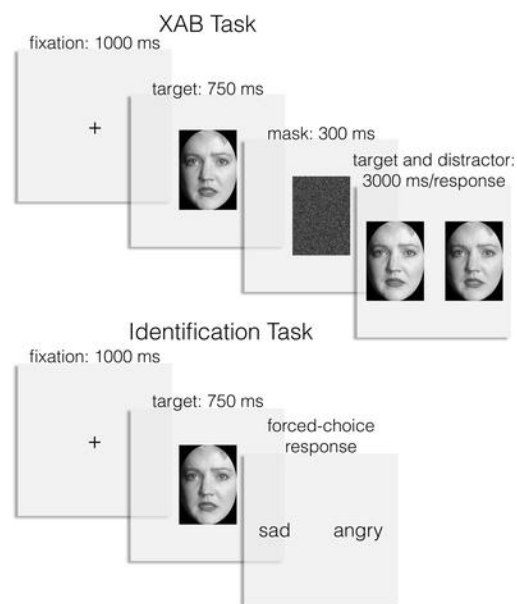 XAB Task
fixation: 1000 ms
+
target: 750 ms
mask: 300 ms
target and distractor:
3000 ms/response
Identification Task
fixation: 1000 ms
+
target: 750 ms
forced-choice
response
sad angry